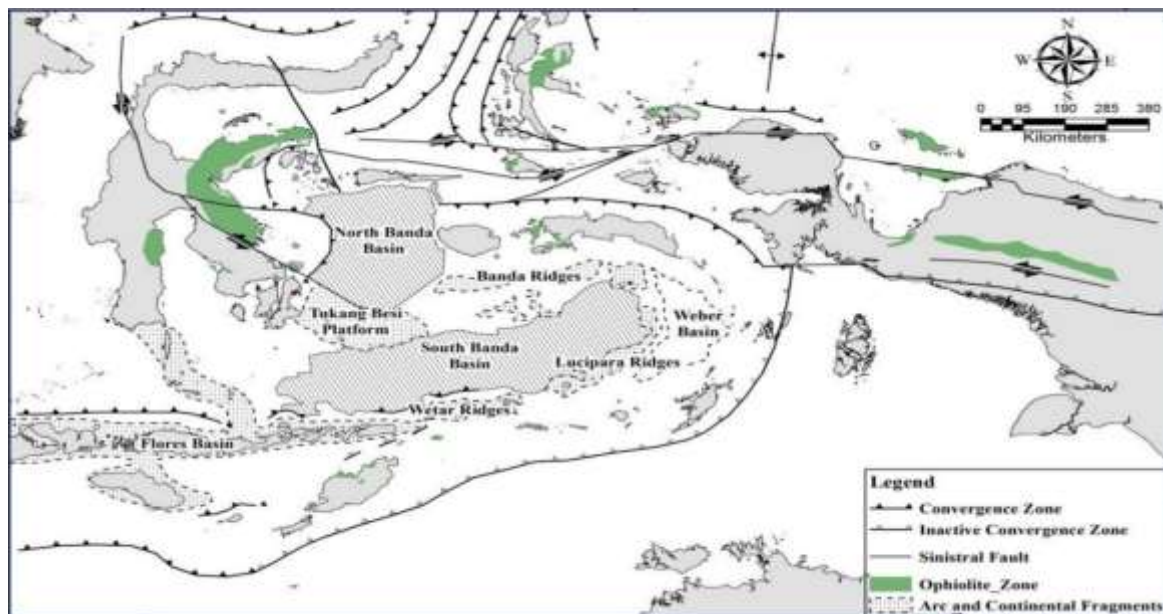 N
W E
S
0 95 190 285 380
Kilometers
North Banda
Basin
Banda Ridges
Tukang Besi
Platform
Weber
Basin
South Banda
Basin
Lucipara Ridges
Wetar Ridges
Flores Basin
Legend
Convergence Zone
Inactive Convergence Zone
Sinistral Fault
Ophiolite_Zone
Arc and Continental Fragments